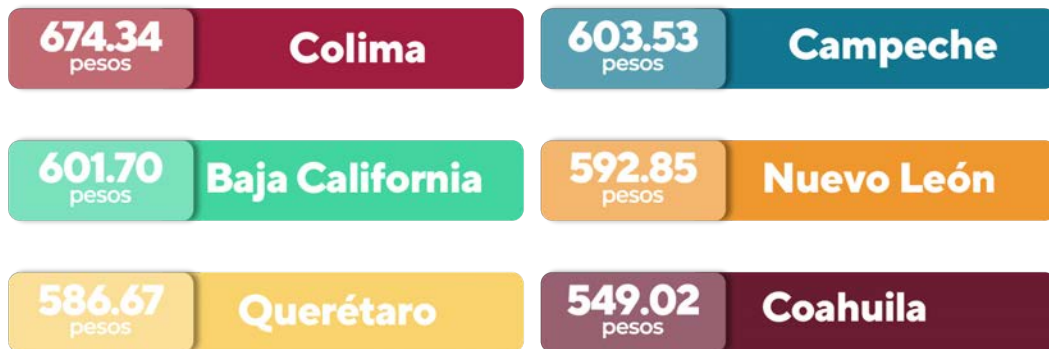 674.34
pesos
Colima
603.53
pesos
Campeche
601.70
pesos
Baja California
592.85
pesos
Nuevo León
586.67
pesos
Querétaro
549.02
pesos
Coahuila